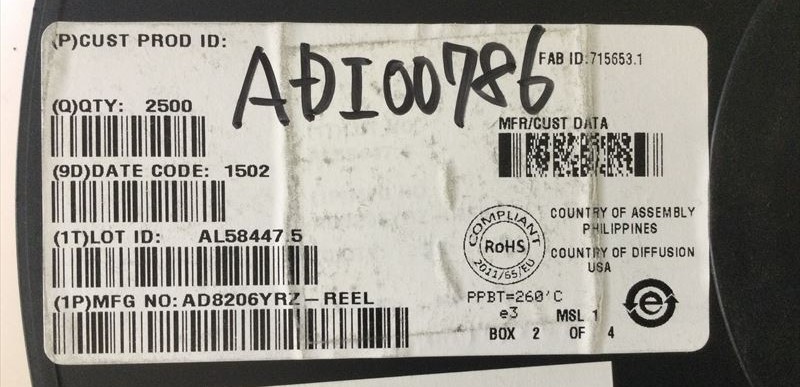 (P)CUST PROD ID:
ADI00786
FAB ID:715653.1
(Q)QTY: 2500
MFR/CUST DATA
(9D)DATE CODE: 1502
(1T)LOT ID: AL58447.5
COMPLIANT
RoHS
2011/65/EU
COUNTRY OF ASSEMBLY
PHILIPPINES
COUNTRY OF DIFFUSION
USA
(1P)MFG NO: AD8206YRZ-REEL
PPBT=260'C
e3 MSL 1
BOX 2 OF 4
e